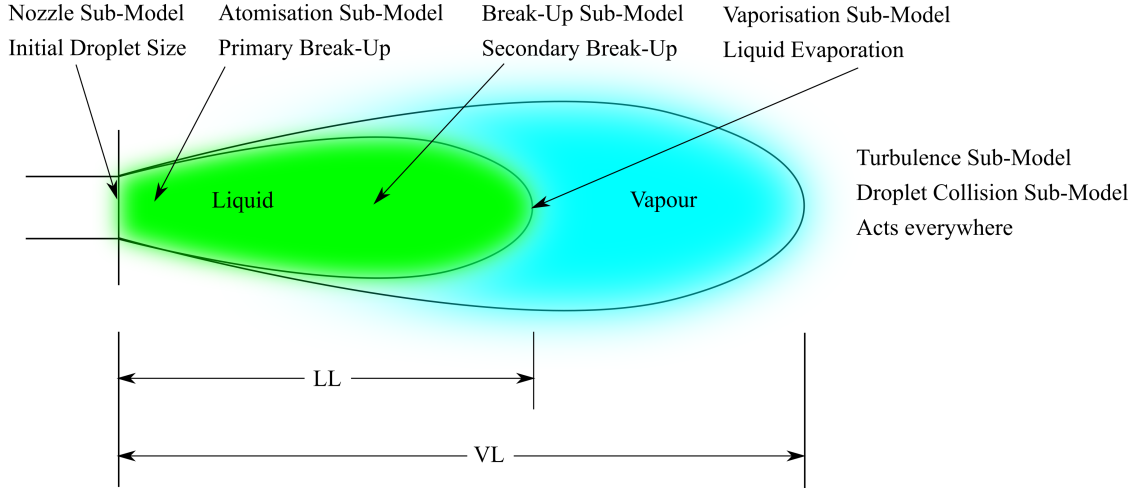 Nozzle Sub-Model
Initial Droplet Size
Atomisation Sub-Model
Primary Break-Up
Break-Up Sub-Model
Secondary Break-Up
Vaporisation Sub-Model
Liquid Evaporation
Liquid
Vapour
Turbulence Sub-Model
Droplet Collision Sub-Model
Acts everywhere
LL
VL